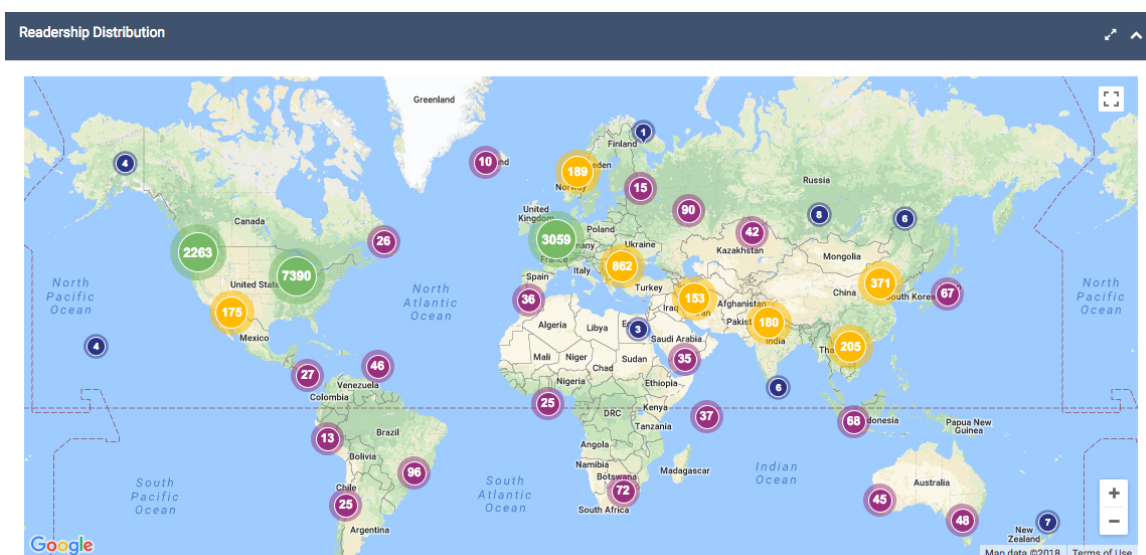 Readership Distribution
Greenland
1
Finland
4
10
189
15
Russia
Norway
90
8
6
United
Kingdom
Canada
26
3059
Poland
Ukraine
42
Kazakhstan
2263
France
Mongolia
7390
862
Italy
Spain
Turkey
153
Afghanistan
371
China
South Korea
67
North
Pacific
Ocean
United
North
Atlantic
Ocean
36
Iraq
North
Pacific
Ocean
175
Mexico
Algeria
Libya
3
Pakist
180
India
4
Saudi Arabia
205
Mali
Niger
Chad
Sudan
35
27
46
Venezuela
Colombia
Nigeria
Ethiopia
6
25
DRC
Kenya
Tanzania
37
68
donesia
Papua New
Guinea
13
Brazil
Angola
Bolivia
96
Namibia
Botswana
Madagascar
Indian
Ocean
South
Pacific
Ocean
Chile
25
South
Atlantic
Ocean
72
South Africa
45
Australia
48
7
New
Zealand
Argentina
+
−
Google
Map data ©2018
Terms of Use